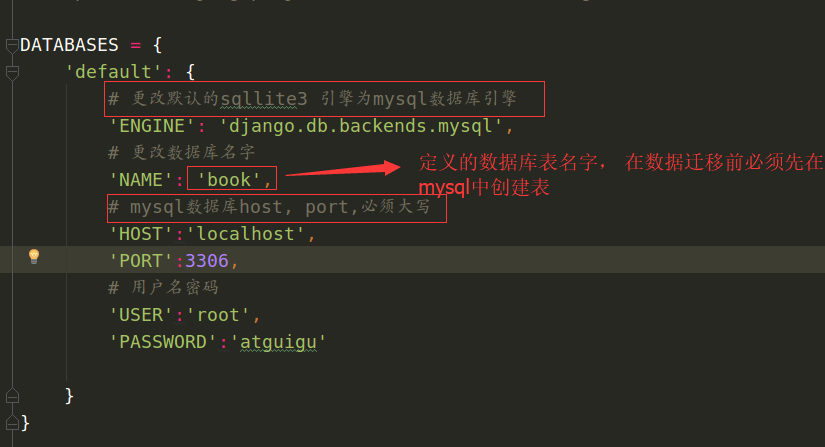 DATABASES = {
'default': {
# 更改默认的sqllite3 引擎为mysql数据库引擎
'ENGINE': 'django.db.backends.mysql',
# 更改数据库名字
'NAME': 'book',
定义的数据库表名字， 在数据迁移前必须先在
mysql中创建表
# mysql数据库host, port,必须大写
'HOST':'localhost',
'PORT':3306,
# 用户名密码
'USER':'root',
'PASSWORD':'atguigu'
}
}